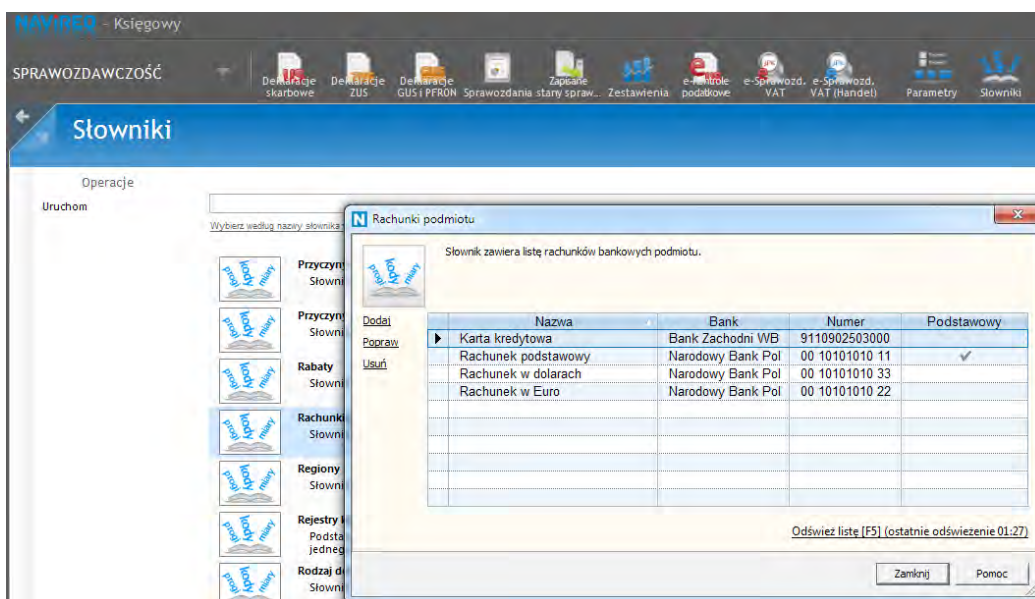 NAVIREO - Księgowy
SPRAWOZDAWCZOŚĆ
Deklaracje skarbowe
Deklaracje ZUS
Deklaracje GUS i PFRON
Sprawozdania
Zapisane stany spraw..
Zestawienia
e-Kontrole podatkowe
e-Sprawozd. VAT
e-Sprawozd. VAT (Handel)
Parametry
Słowniki
Słowniki
Operacje
Uruchom
Wybierz według nazwy słownika
Przyczyny
Słowni
Przyczyny
Słowni
Rabaty
Słowni
Rachunki
Słowni
Regiony
Słowni
Rejestry
Podsta
jedneg
Rodzaj d
Słowni
Rachunki podmiotu
Słownik zawiera listę rachunków bankowych podmiotu.
Dodaj
Popraw
Usuń
Nazwa Bank Numer Podstawowy
Karta kredytowa Bank Zachodni WB 9110902503000
Rachunek podstawowy Narodowy Bank Pol 00 10101010 11
Rachunek w dolarach Narodowy Bank Pol 00 10101010 33
Rachunek w Euro Narodowy Bank Pol 00 10101010 22
Odśwież listę [F5] (ostatnie odświeżenie 01:27)
Zamknij Pomoc